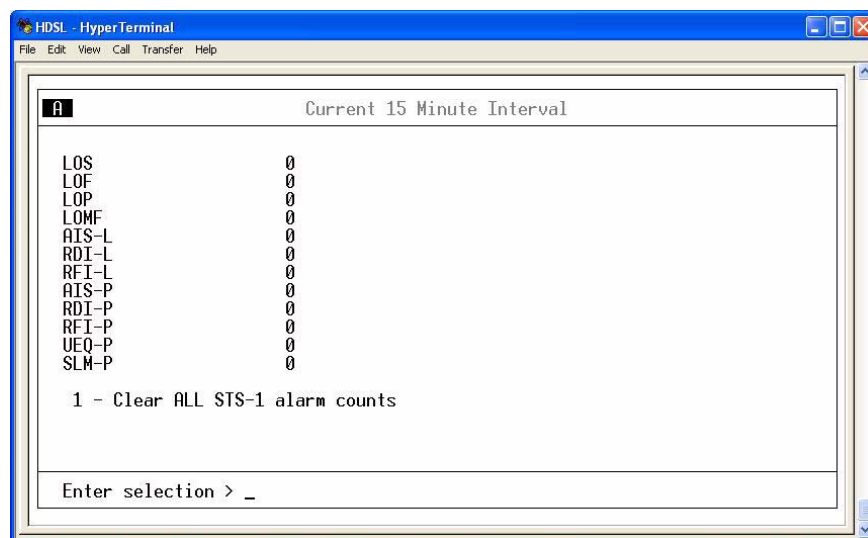 HDSL - HyperTerminal
File Edit View Call Transfer Help
A Current 15 Minute Interval
LOS 0
LOF 0
LOP 0
LOMF 0
AIS-L 0
RDI-L 0
RFI-L 0
AIS-P 0
RDI-P 0
RFI-P 0
UEQ-P 0
SLM-P 0
1 - Clear ALL STS-1 alarm counts
Enter selection > _